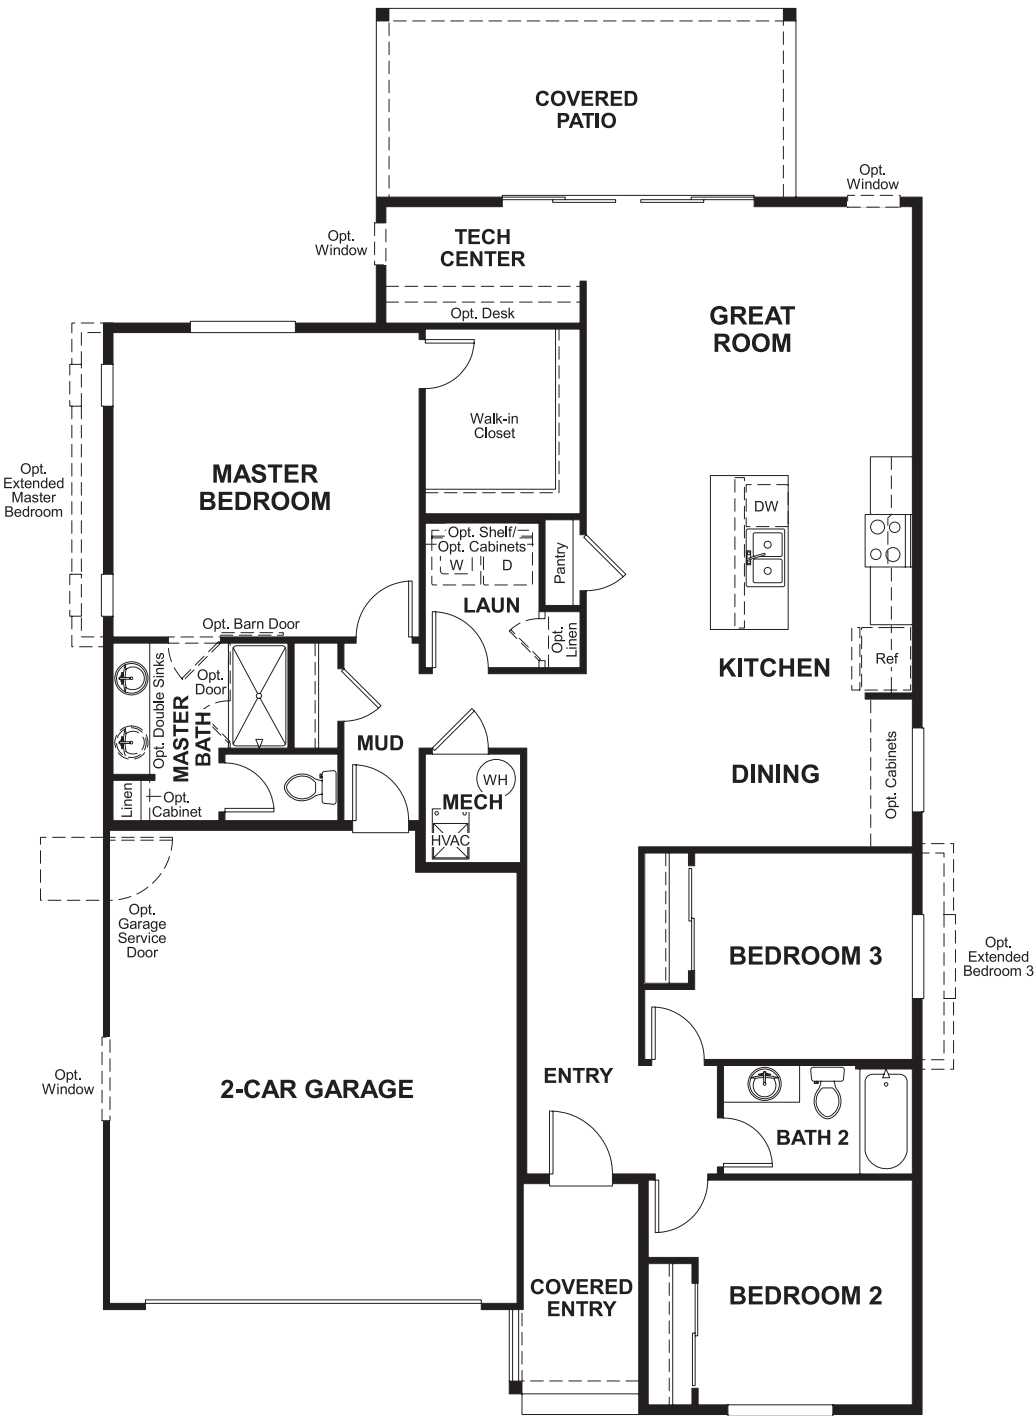 COVERED
PATIO
Opt.
Window
Opt.
Window
TECH
CENTER
Opt. Desk
GREAT
ROOM
Walk-in
Closet
MASTER
BEDROOM
Opt.
Extended
Master
Bedroom
DW
Opt. Shelf/
Opt. Cabinets
W
D
Pantry
LAUN
Opt. Barn Door
Opt.
Linen
KITCHEN
Ref
Opt. Double Sinks
Opt.
Door
MASTER
BATH
MUD
DINING
Opt. Cabinets
WH
MECH
HVAC
Linen
Opt.
Cabinet
Opt.
Garage
Service
Door
BEDROOM 3
Opt.
Extended
Bedroom 3
Opt.
Window
2-CAR GARAGE
ENTRY
BATH 2
COVERED
ENTRY
BEDROOM 2